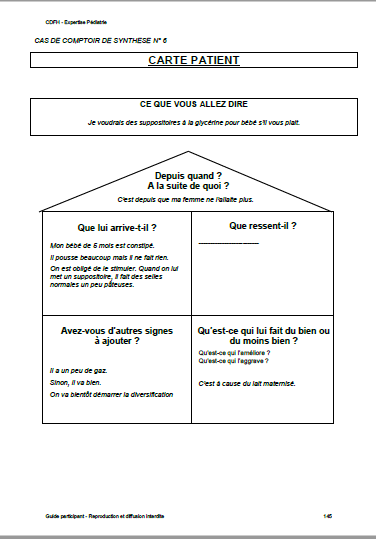 CDFH - Expertise Pédiatrie
CAS DE COMPTOIR DE SYNTHESE N° 6
CARTE PATIENT
CE QUE VOUS ALLEZ DIRE
Je voudrais des suppositoires à la glycérine pour bébé s'il vous plait.
Depuis quand ?
A la suite de quoi ?
C'est depuis que ma femme ne l'allaite plus.
Que lui arrive-t-il ?
Mon bébé de 5 mois est constipé.
Il pousse beaucoup mais il ne fait rien.
On est obligé de le stimuler. Quand on lui
met un suppositoire, il fait des selles
normales un peu pâteuses.
Que ressent-il ?
------------------------
Avez-vous d'autres signes
à ajouter ?
Il a un peu de gaz.
Sinon, il va bien.
On va bientôt démarrer la diversification
Qu'est-ce qui lui fait du bien ou
du moins bien ?
Qu'est-ce qui l'améliore ?
Qu'est-ce qui l'aggrave ?
C'est à cause du lait maternisé.
Guide participant - Reproduction et diffusion interdite
145